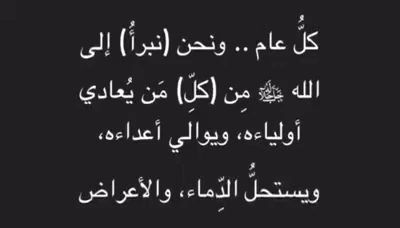 كلُّ عام .. ونحن (نبرأُ) إلى
الله ﷻ مِن (كلِّ) مَن يُعادي
أولياءه، ويوالي أعداءه،
ويستحلُّ الدِّماء، والأعراض